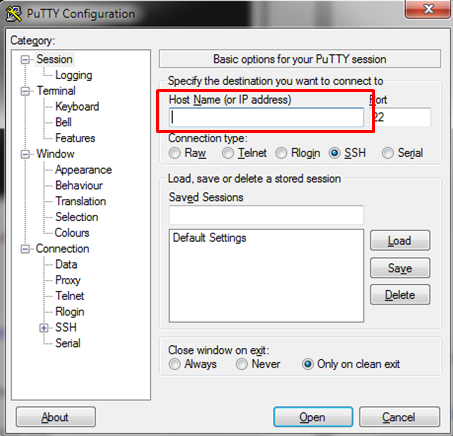 PuTTY Configuration
Category:
Session
Logging
Terminal
Keyboard
Bell
Features
Window
Appearance
Behaviour
Translation
Selection
Colours
Connection
Data
Proxy
Telnet
Rlogin
SSH
Serial
Basic options for your PuTTY session
Specify the destination you want to connect to
Host Name (or IP address)
Port
22
Connection type:
Raw Telnet Rlogin SSH Serial
Load, save or delete a stored session
Saved Sessions
Default Settings
Load
Save
Delete
Close window on exit:
Always Never Only on clean exit
About Open Cancel